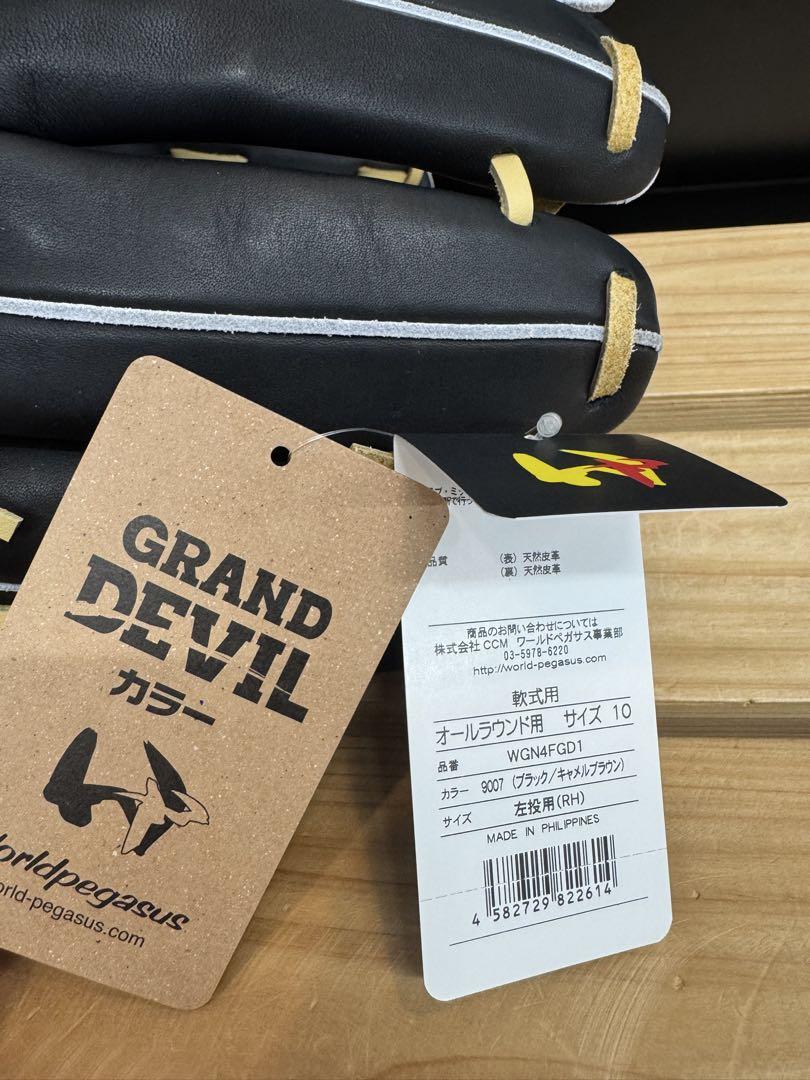 GRAND
DEVIL
カラー
orldpegasus
orld-pegasus.com
品質 （表）天然皮革
（裏）天然皮革
商品のお問い合わせについては
株式会社 CCM ワールドペガサス事業部
03-5978-6220
http://world-pegasus.com
軟式用
オールラウンド用 サイズ 10
品番 WGN4FGD1
カラー 9007（ブラック／キャメルブラウン）
サイズ 左投用(RH)
MADE IN PHILIPPINES
4 582729 822614